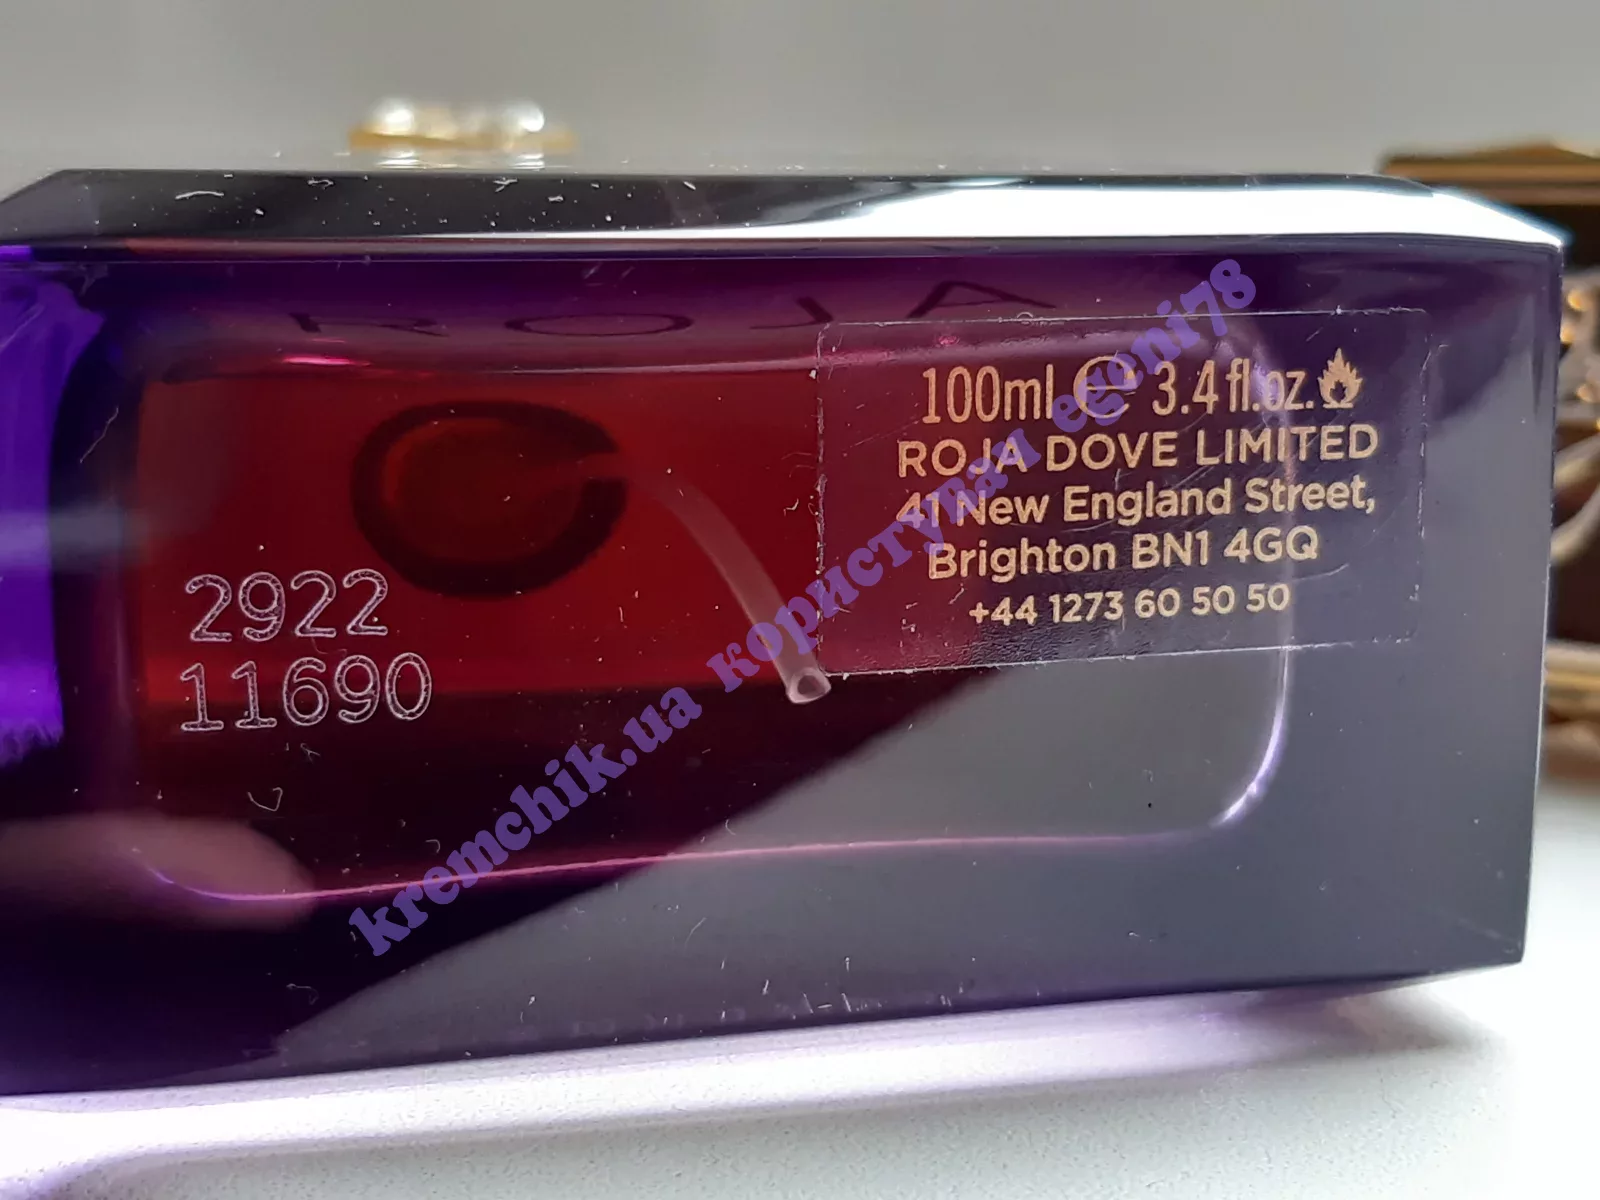 ROJA
100ml ℮ 3.4 fl.oz.
ROJA DOVE LIMITED
41 New England Street,
Brighton BN1 4GQ
+44 1273 60 50 50
2922
11690
kremchik.ua користувач egeni78